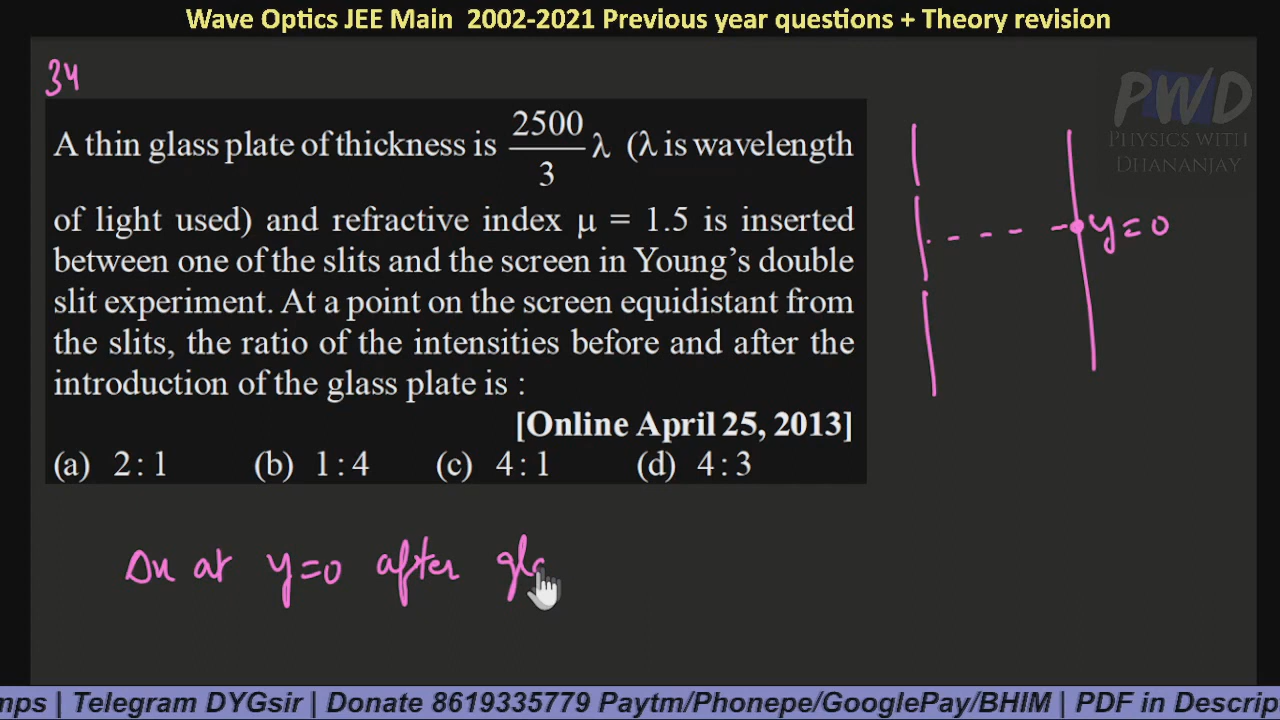 Wave Optics JEE Main 2002-2021 Previous year questions + Theory revision
34
PWD
PHYSICS WITH
DHANANJAY
A thin glass plate of thickness is 2500/3 λ (λ is wavelength
of light used) and refractive index μ = 1.5 is inserted
between one of the slits and the screen in Young's double
slit experiment. At a point on the screen equidistant from
the slits, the ratio of the intensities before and after the
introduction of the glass plate is :
[Online April 25, 2013]
(a) 2 : 1 (b) 1 : 4 (c) 4 : 1 (d) 4 : 3
y=0
Δx at y=0 after gla
mps | Telegram DYGsir | Donate 8619335779 Paytm/Phonepe/GooglePay/BHIM | PDF in Descrip